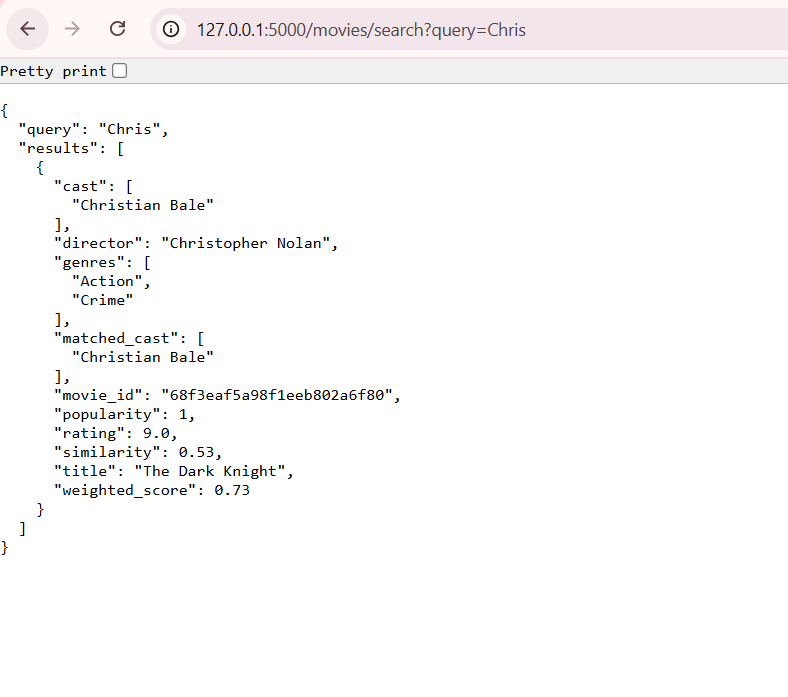 127.0.0.1:5000/movies/search?query=Chris
Pretty print
{
  "query": "Chris",
  "results": [
    {
      "cast": [
        "Christian Bale"
      ],
      "director": "Christopher Nolan",
      "genres": [
        "Action",
        "Crime"
      ],
      "matched_cast": [
        "Christian Bale"
      ],
      "movie_id": "68f3eaf5a98f1eeb802a6f80",
      "popularity": 1,
      "rating": 9.0,
      "similarity": 0.53,
      "title": "The Dark Knight",
      "weighted_score": 0.73
    }
  ]
}